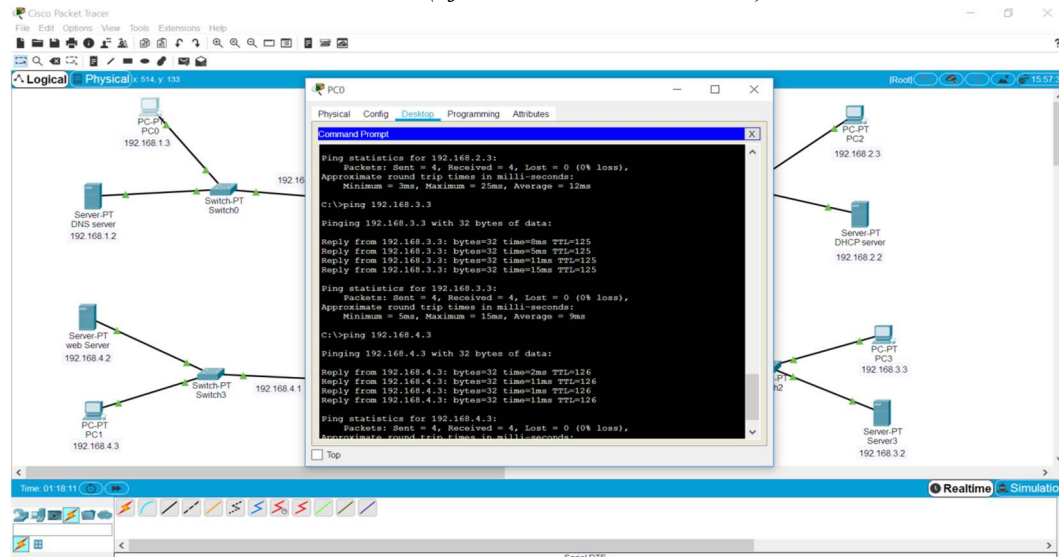 Cisco Packet Tracer
File Edit Options View Tools Extensions Help
Logical Physical x: 514, y: 133
[Root] 15:57:3
PC0
Physical Config Desktop Programming Attributes
Command Prompt X
Ping statistics for 192.168.2.3:
Packets: Sent = 4, Received = 4, Lost = 0 (0% loss),
Approximate round trip times in milli-seconds:
Minimum = 3ms, Maximum = 25ms, Average = 12ms
C:\>ping 192.168.3.3
Pinging 192.168.3.3 with 32 bytes of data:
Reply from 192.168.3.3: bytes=32 time=8ms TTL=125
Reply from 192.168.3.3: bytes=32 time=5ms TTL=125
Reply from 192.168.3.3: bytes=32 time=11ms TTL=125
Reply from 192.168.3.3: bytes=32 time=15ms TTL=125
Ping statistics for 192.168.3.3:
Packets: Sent = 4, Received = 4, Lost = 0 (0% loss),
Approximate round trip times in milli-seconds:
Minimum = 5ms, Maximum = 15ms, Average = 9ms
C:\>ping 192.168.4.3
Pinging 192.168.4.3 with 32 bytes of data:
Reply from 192.168.4.3: bytes=32 time=2ms TTL=126
Reply from 192.168.4.3: bytes=32 time=11ms TTL=126
Reply from 192.168.4.3: bytes=32 time=1ms TTL=126
Reply from 192.168.4.3: bytes=32 time=11ms TTL=126
Ping statistics for 192.168.4.3:
Packets: Sent = 4, Received = 4, Lost = 0 (0% loss),
Approximate round trip times in milli-seconds:
Top
PC-PT
PC0
192.168.1.3
192.16
Switch-PT
Switch0
Server-PT
DNS server
192.168.1.2
PC-PT
PC2
192.168.2.3
Server-PT
DHCP server
192.168.2.2
Server-PT
web Server
192.168.4.2
Switch-PT
Switch3
192.168.4.1
PC-PT
PC1
192.168.4.3
PC-PT
PC3
192.168.3.3
-PT
h2
Server-PT
Server3
192.168.3.2
Time: 01:18:11
Realtime Simulatio
Serial DTE